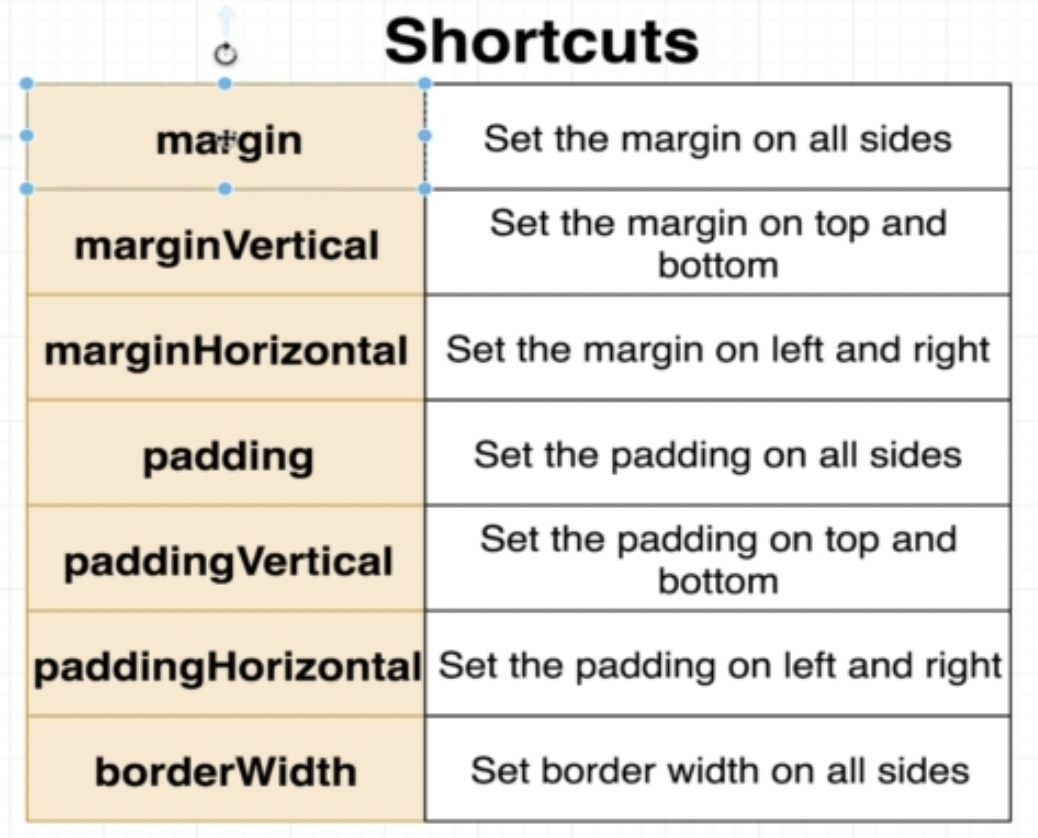 Shortcuts
margin
Set the margin on all sides
marginVertical
Set the margin on top and
bottom
marginHorizontal
Set the margin on left and right
padding
Set the padding on all sides
paddingVertical
Set the padding on top and
bottom
paddingHorizontal
Set the padding on left and right
borderWidth
Set border width on all sides